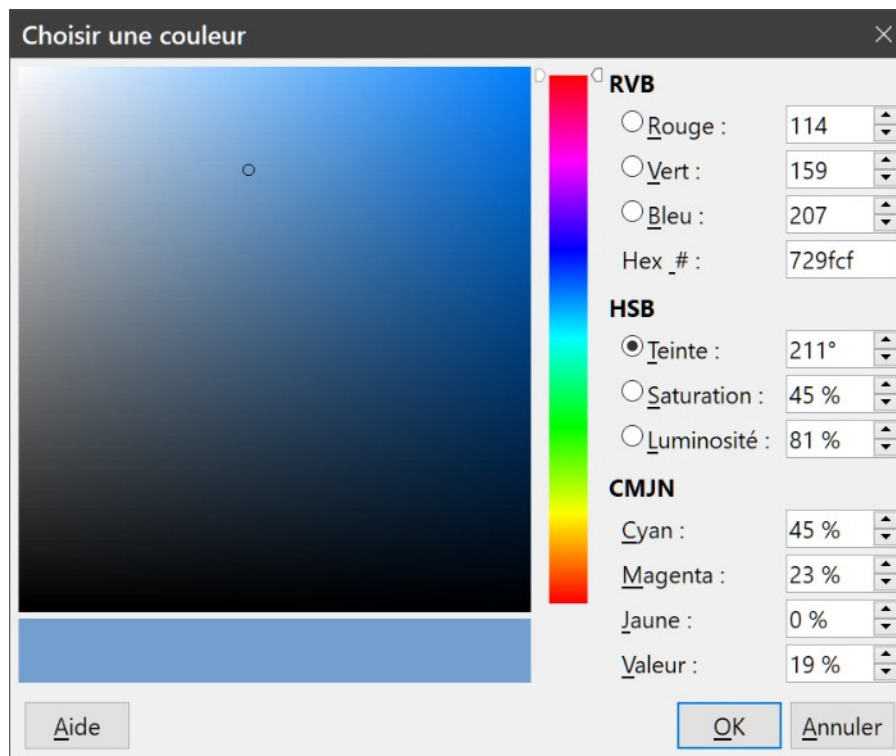 Choisir une couleur
RVB
Rouge : 114
Vert : 159
Bleu : 207
Hex # : 729fcf
HSB
Teinte : 211°
Saturation : 45 %
Luminosité : 81 %
CMJN
Cyan : 45 %
Magenta : 23 %
Jaune : 0 %
Valeur : 19 %
Aide OK Annuler